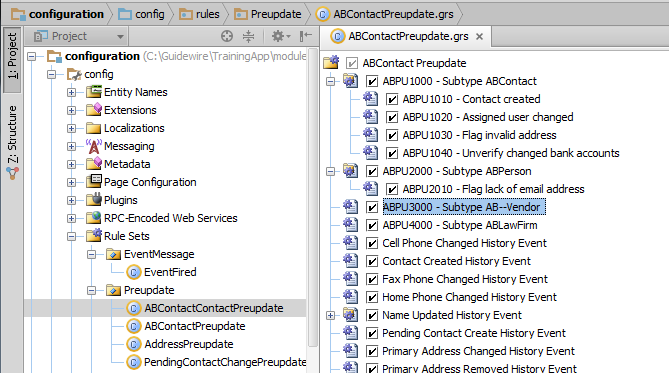 configuration config rules Preupdate ABContactPreupdate.grs
1: Project
Z: Structure
Project
configuration (C:\Guidewire\TrainingApp\module
config
Entity Names
Extensions
Localizations
Messaging
Metadata
Page Configuration
Plugins
RPC-Encoded Web Services
Rule Sets
EventMessage
EventFired
Preupdate
ABContactContactPreupdate
ABContactPreupdate
AddressPreupdate
PendingContactChangePreupdate
ABContactPreupdate.grs
ABContact Preupdate
ABPU1000 - Subtype ABContact
ABPU1010 - Contact created
ABPU1020 - Assigned user changed
ABPU1030 - Flag invalid address
ABPU1040 - Unverify changed bank accounts
ABPU2000 - Subtype ABPerson
ABPU2010 - Flag lack of email address
ABPU3000 - Subtype AB--Vendor
ABPU4000 - Subtype ABLawFirm
Cell Phone Changed History Event
Contact Created History Event
Fax Phone Changed History Event
Home Phone Changed History Event
Name Updated History Event
Pending Contact Create History Event
Primary Address Changed History Event
Primary Address Removed History Event